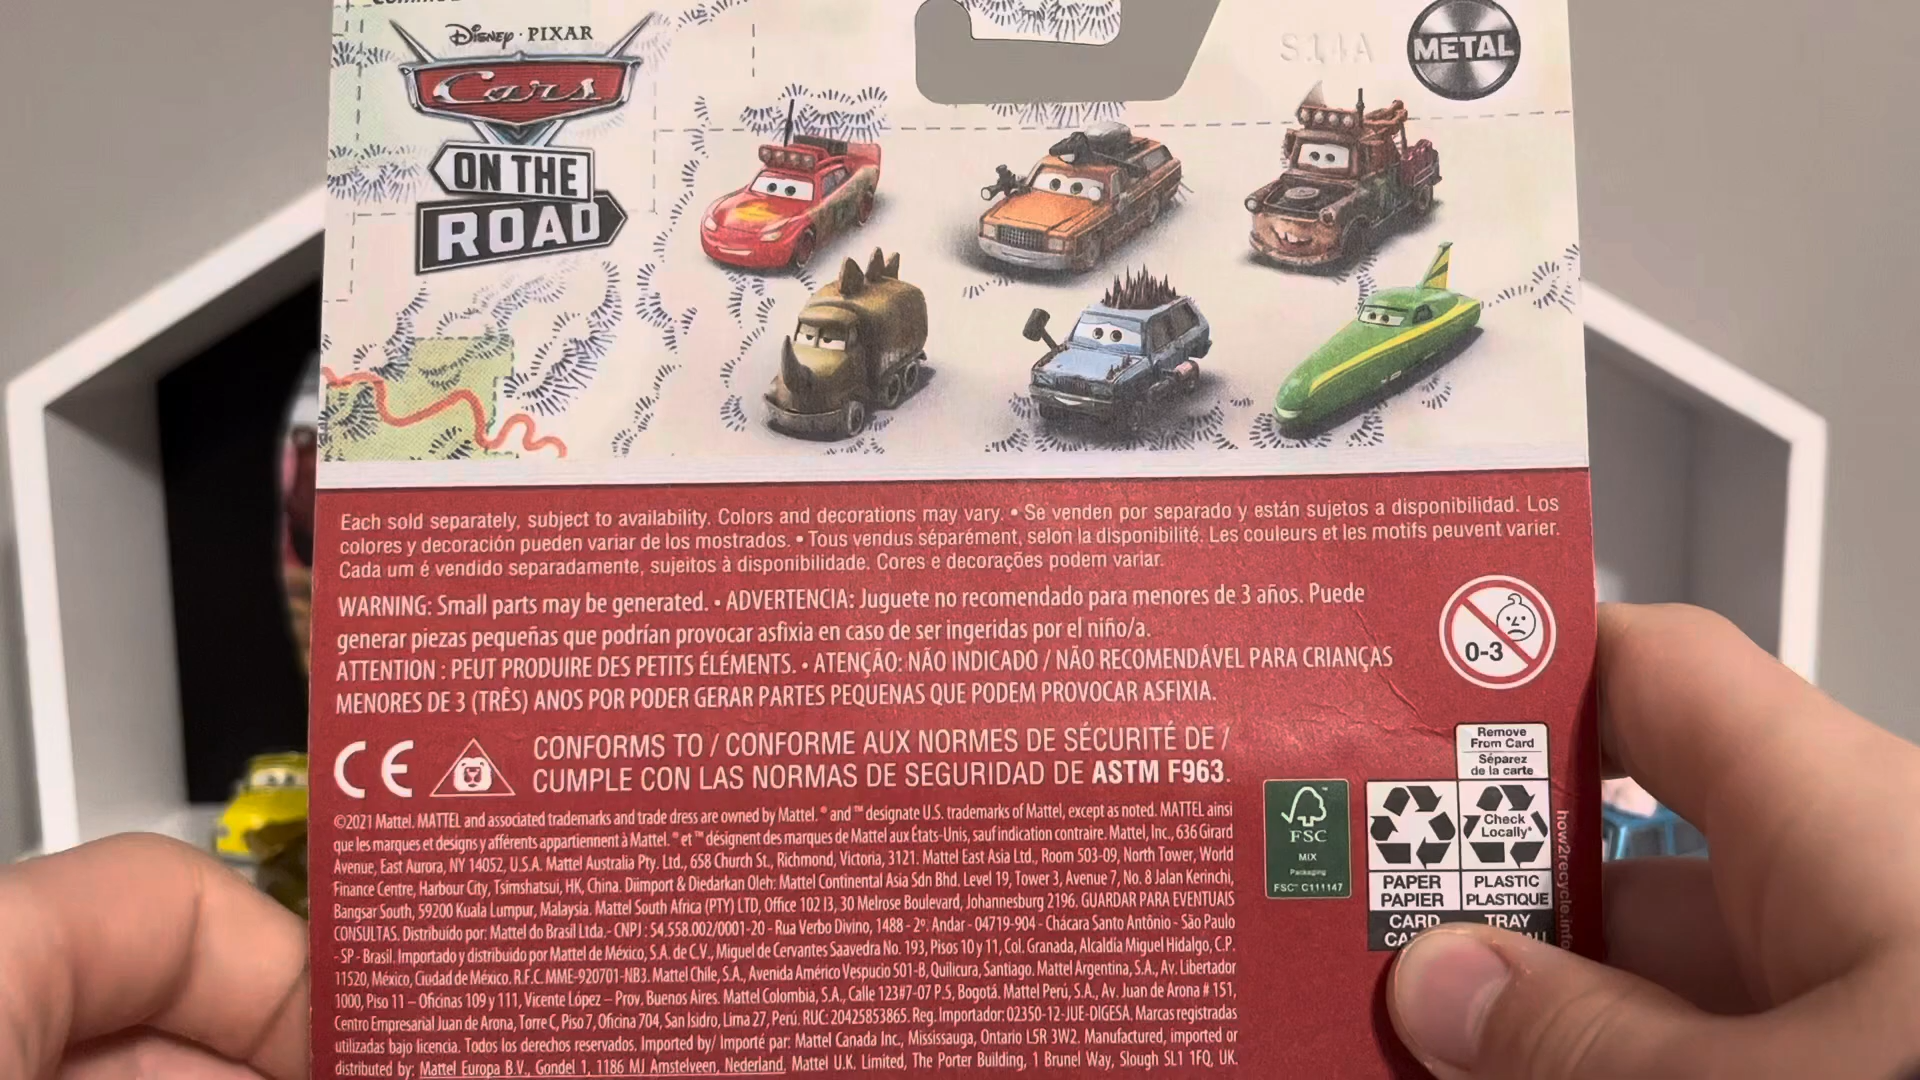 DISNEY · PIXAR
Cars
ON THE
ROAD
S14A
METAL
Each sold separately, subject to availability. Colors and decorations may vary. • Se venden por separado y están sujetos a disponibilidad. Los
colores y decoración pueden variar de los mostrados. • Tous vendus séparément, selon la disponibilité. Les couleurs et les motifs peuvent varier.
Cada um é vendido separadamente, sujeitos à disponibilidade. Cores e decorações podem variar.
WARNING: Small parts may be generated. • ADVERTENCIA: Juguete no recomendado para menores de 3 años. Puede
generar piezas pequeñas que podrían provocar asfixia en caso de ser ingeridas por el niño/a.
ATTENTION : PEUT PRODUIRE DES PETITS ÉLÉMENTS. • ATENÇÃO: NÃO INDICADO / NÃO RECOMENDÁVEL PARA CRIANÇAS
MENORES DE 3 (TRÊS) ANOS POR PODER GERAR PARTES PEQUENAS QUE PODEM PROVOCAR ASFIXIA.
0-3
CE
CONFORMS TO / CONFORME AUX NORMES DE SÉCURITÉ DE /
CUMPLE CON LAS NORMAS DE SEGURIDAD DE ASTM F963.
©2021 Mattel. MATTEL and associated trademarks and trade dress are owned by Mattel. ® and ™ designate U.S. trademarks of Mattel, except as noted. MATTEL ainsi
que les marques et designs y afférents appartiennent à Mattel. ® et ™ désignent des marques de Mattel aux États-Unis, sauf indication contraire. Mattel, Inc., 636 Girard
Avenue, East Aurora, NY 14052, U.S.A. Mattel Australia Pty. Ltd., 658 Church St., Richmond, Victoria, 3121. Mattel East Asia Ltd., Room 503-09, North Tower, World
Finance Centre, Harbour City, Tsimshatsui, HK, China. Diimport & Diedarkan Oleh: Mattel Continental Asia Sdn Bhd. Level 19, Tower 3, Avenue 7, No. 8 Jalan Kerinchi,
Bangsar South, 59200 Kuala Lumpur, Malaysia. Mattel South Africa (PTY) LTD, Office 102 I3, 30 Melrose Boulevard, Johannesburg 2196. GUARDAR PARA EVENTUAIS
CONSULTAS. Distribuído por: Mattel do Brasil Ltda.- CNPJ : 54.558.002/0001-20 - Rua Verbo Divino, 1488 - 2º. Andar - 04719-904 - Chácara Santo Antônio - São Paulo
- SP - Brasil. Importado y distribuido por Mattel de México, S.A. de C.V., Miguel de Cervantes Saavedra No. 193, Pisos 10 y 11, Col. Granada, Alcaldía Miguel Hidalgo, C.P.
11520, México, Ciudad de México. R.F.C. MME-920701-NB3. Mattel Chile, S.A., Avenida Américo Vespucio 501-B, Quilicura, Santiago. Mattel Argentina, S.A., Av. Libertador
1000, Piso 11 – Oficinas 109 y 111, Vicente López – Prov. Buenos Aires. Mattel Colombia, S.A., Calle 123#7-07 P.5, Bogotá. Mattel Perú, S.A., Av. Juan de Arona # 151,
Centro Empresarial Juan de Arona, Torre C, Piso 7, Oficina 704, San Isidro, Lima 27, Perú. RUC: 20425853865. Reg. Importador: 02350-12-JUE-DIGESA. Marcas registradas
utilizadas bajo licencia. Todos los derechos reservados. Imported by/ Importé par: Mattel Canada Inc., Mississauga, Ontario L5R 3W2. Manufactured, imported or
distributed by: Mattel Europa B.V., Gondel 1, 1186 MJ Amstelveen, Nederland. Mattel U.K. Limited, The Porter Building, 1 Brunel Way, Slough SL1 1FQ, UK.
FSC
MIX
Packaging
FSC™ C111147
Remove
From Card
Séparez
de la carte
Check
Locally*
PAPER
PAPIER
PLASTIC
PLASTIQUE
CARD
TRAY
how2recycle.info